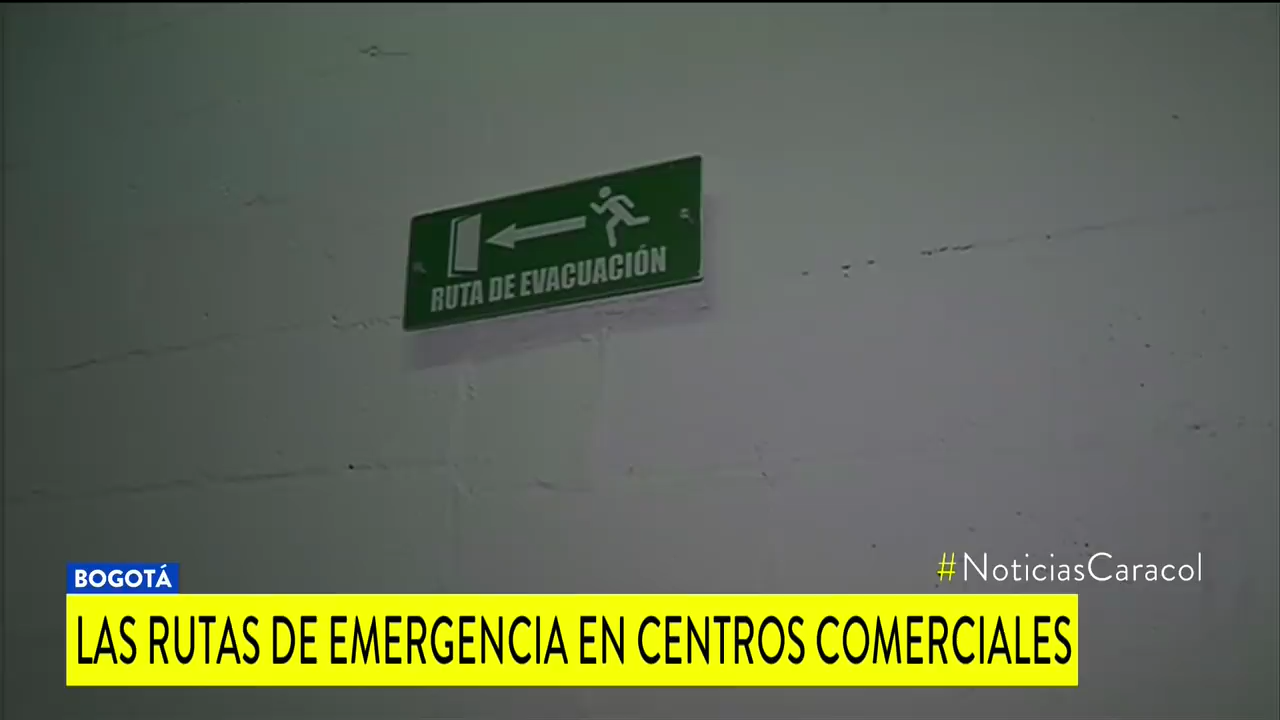 RUTA DE EVACUACIÓN
#NoticiasCaracol
BOGOTÁ
LAS RUTAS DE EMERGENCIA EN CENTROS COMERCIALES